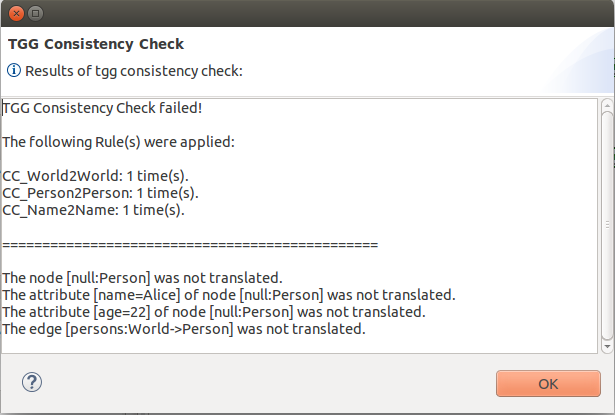 TGG Consistency Check
Results of tgg consistency check:
TGG Consistency Check failed!
The following Rule(s) were applied:
CC_World2World: 1 time(s).
CC_Person2Person: 1 time(s).
CC_Name2Name: 1 time(s).
===============================================
The node [null:Person] was not translated.
The attribute [name=Alice] of node [null:Person] was not translated.
The attribute [age=22] of node [null:Person] was not translated.
The edge [persons:World->Person] was not translated.
?
OK